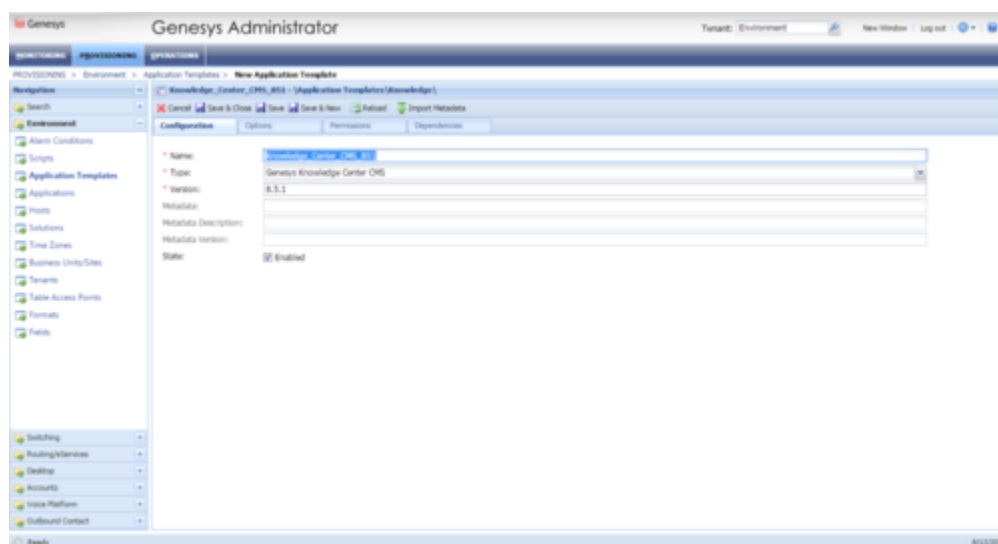 Genesys
Genesys Administrator
Tenant: Environment
New Window
Log out
MONITORING PROVISIONING OPERATIONS
PROVISIONING > Environment > Application Templates > New Application Template
Navigation
Search
Environment
Alarm Conditions
Scripts
Application Templates
Applications
Hosts
Solutions
Time Zones
Business Units/Sites
Tenants
Table Access Points
Formats
Fields
Switching
Routing/eServices
Desktop
Accounts
Voice Platform
Outbound Contact
Knowledge_Center_CMS_851 - \Application Templates\Knowledge\
Cancel Save & Close Save Save & New Reload Import Metadata
Configuration Options Permissions Dependencies
* Name: Knowledge_Center_CMS_851
* Type: Genesys Knowledge Center CMS
* Version: 8.5.1
Metadata:
Metadata Description:
Metadata Version:
State: Enabled
Ready